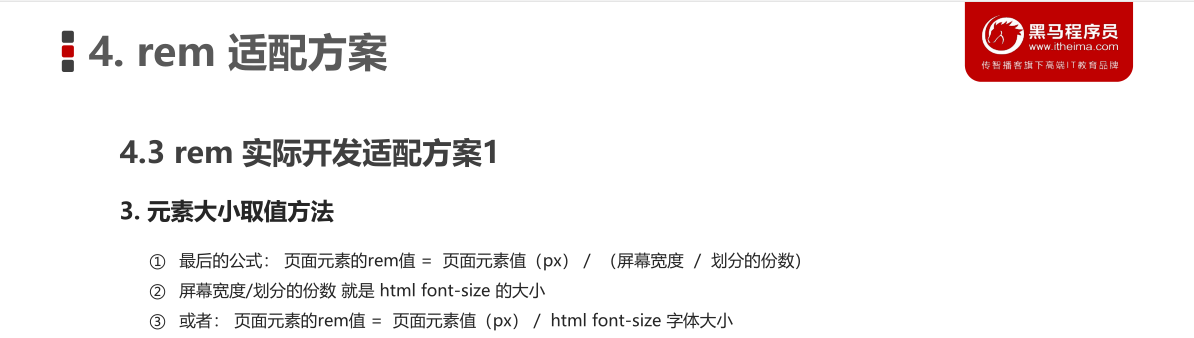 4. rem 适配方案
黑马程序员
www.itheima.com
传智播客旗下高端IT教育品牌
4.3 rem 实际开发适配方案1
3. 元素大小取值方法
① 最后的公式： 页面元素的rem值 = 页面元素值（px） / （屏幕宽度 / 划分的份数）
② 屏幕宽度/划分的份数 就是 html font-size 的大小
③ 或者： 页面元素的rem值 = 页面元素值（px） / html font-size 字体大小